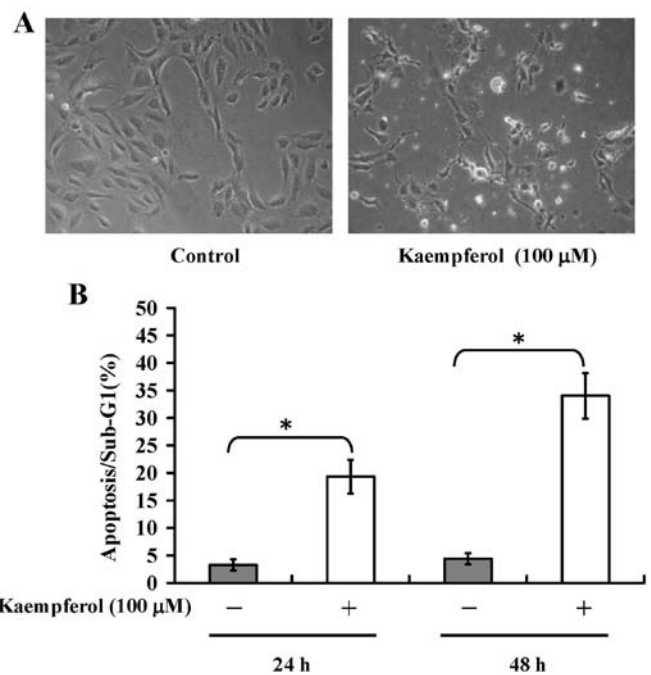 A
Control
Kaempferol (100 µM)
B
Apoptosis/Sub-G1(%)
50
45
40
35
30
25
20
15
10
5
0
*
*
Kaempferol (100 µM) − + − +
24 h 48 h